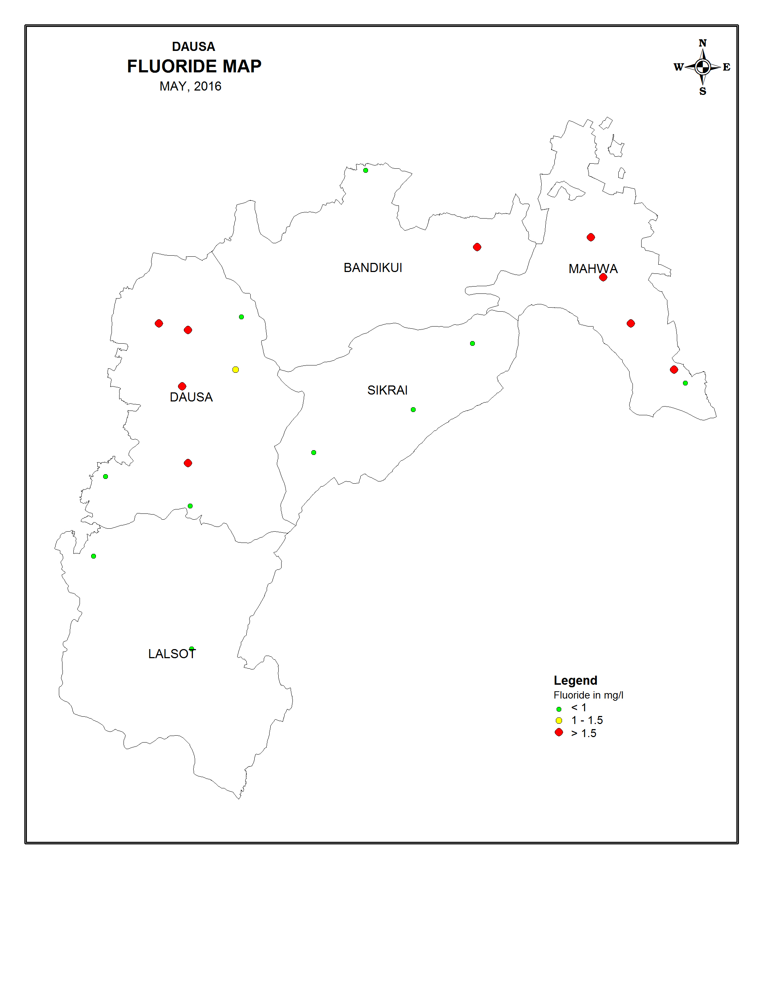 DAUSA
FLUORIDE MAP
MAY, 2016
N
W E
S
BANDIKUI
MAHWA
SIKRAI
DAUSA
LALSOT
Legend
Fluoride in mg/l
< 1
1 - 1.5
> 1.5